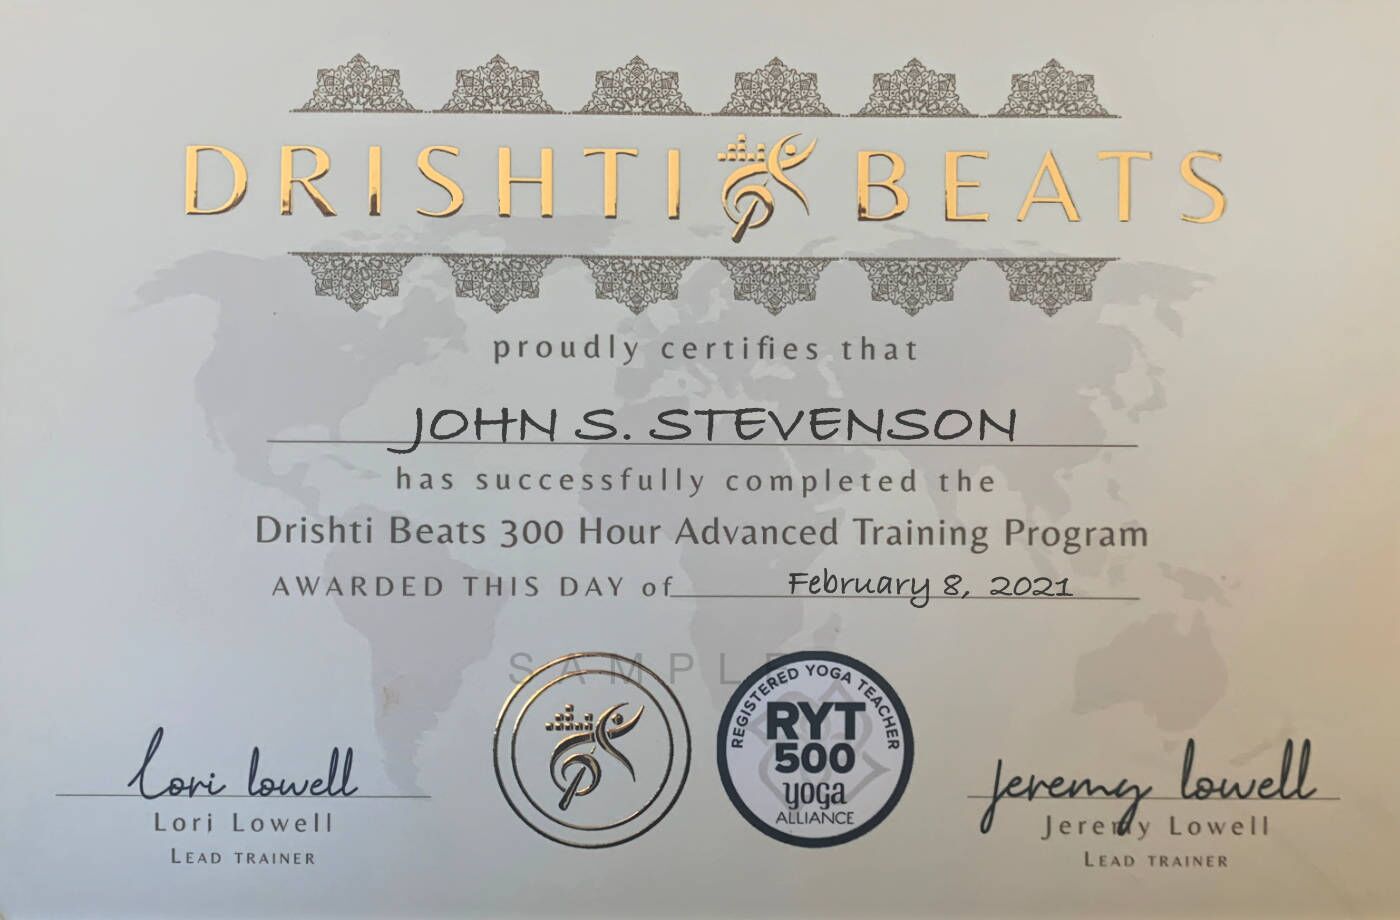 DRISHTI BEATS
proudly certifies that
JOHN S. STEVENSON
has successfully completed the
Drishti Beats 300 Hour Advanced Training Program
AWARDED THIS DAY of February 8, 2021
SAMPLE
REGISTERED YOGA TEACHER
RYT
500
yoga
ALLIANCE
lori lowell
Lori Lowell
LEAD TRAINER
jeremy lowell
Jeremy Lowell
LEAD TRAINER